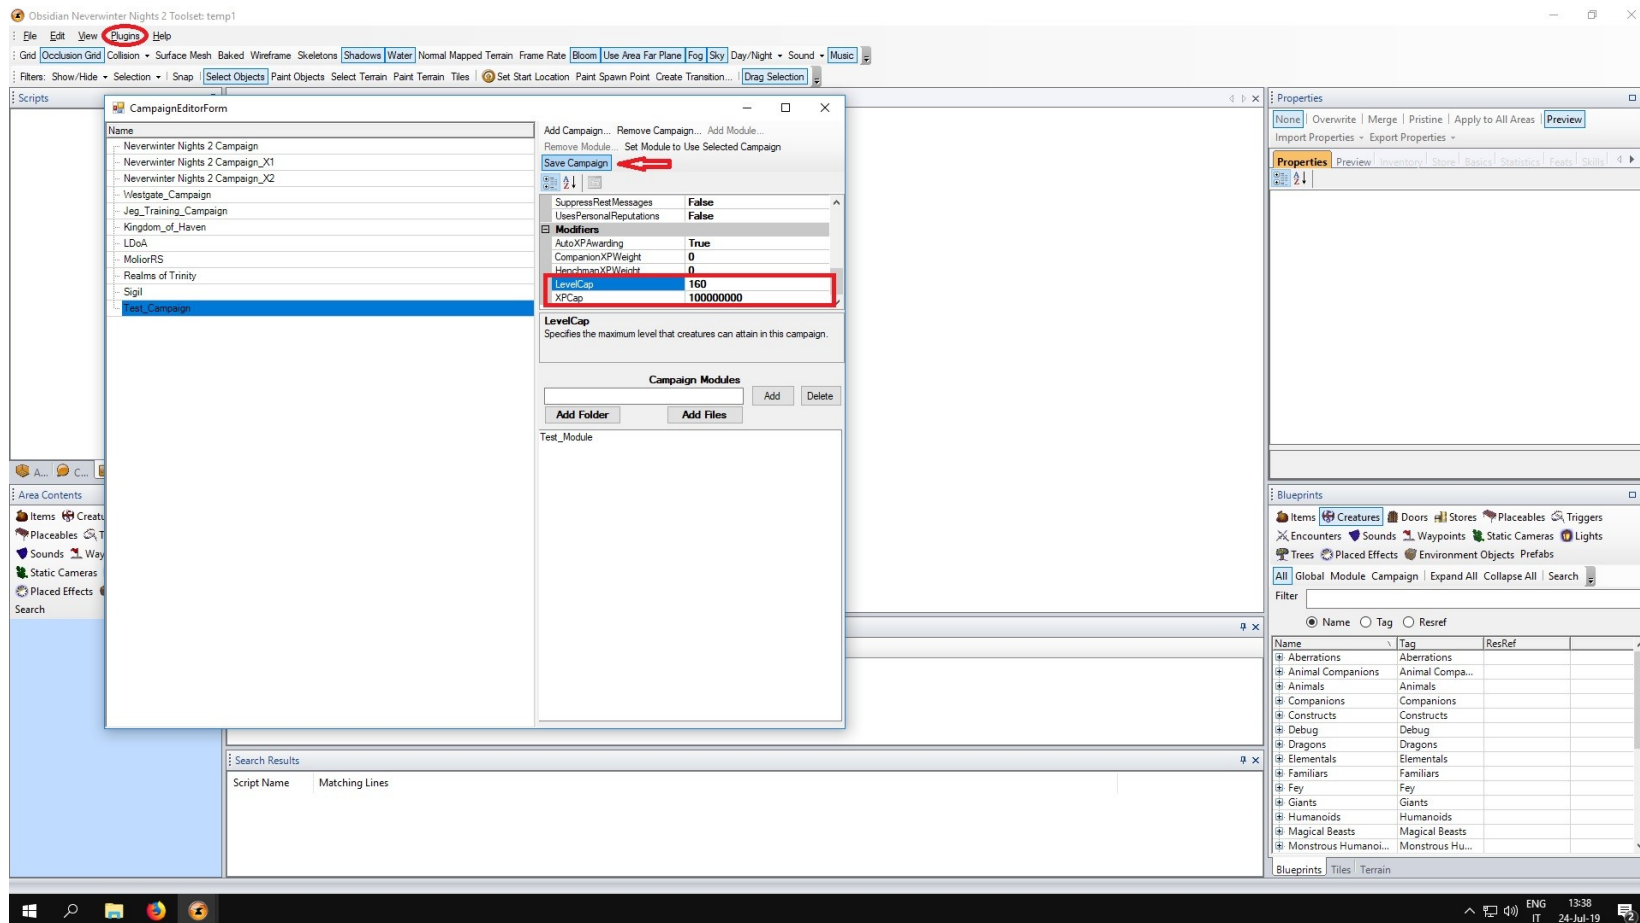 Obsidian Neverwinter Nights 2 Toolset: temp1
File Edit View Plugins Help
Grid Occlusion Grid Collision Surface Mesh Baked Wireframe Skeletons Shadows Water Normal Mapped Terrain Frame Rate Bloom Use Area Far Plane Fog Sky Day/Night Sound Music
Filters: Show/Hide Selection Snap Select Objects Paint Objects Select Terrain Paint Terrain Tiles Set Start Location Paint Spawn Point Create Transition... Drag Selection
Scripts
CampaignEditorForm
Name
Neverwinter Nights 2 Campaign
Neverwinter Nights 2 Campaign_X1
Neverwinter Nights 2 Campaign_X2
Westgate_Campaign
Jeg_Training_Campaign
Kingdom_of_Haven
LDoA
MoliorRS
Realms of Trinity
Sigil
Test_Campaign
Add Campaign... Remove Campaign... Add Module...
Remove Module... Set Module to Use Selected Campaign
Save Campaign
SuppressRestMessages False
UsesPersonalReputations False
Modifiers
AutoXPAwarding True
CompanionXPWeight 0
HenchmanXPWeight 0
LevelCap 160
XPCap 100000000
LevelCap
Specifies the maximum level that creatures can attain in this campaign.
Campaign Modules
Add Delete
Add Folder Add Files
Test_Module
A... C...
Area Contents
Items Creatu
Placeables T
Sounds Way
Static Cameras
Placed Effects
Search
Search Results
Script Name Matching Lines
Properties
None Overwrite Merge Pristine Apply to All Areas Preview
Import Properties Export Properties
Properties Preview Inventory Store Basics Statistics Feats Skills
Blueprints
Items Creatures Doors Stores Placeables Triggers
Encounters Sounds Waypoints Static Cameras Lights
Trees Placed Effects Environment Objects Prefabs
All Global Module Campaign Expand All Collapse All Search
Filter
Name Tag Resref
Name Tag ResRef
Aberrations Aberrations
Animal Companions Animal Compa...
Animals Animals
Companions Companions
Constructs Constructs
Debug Debug
Dragons Dragons
Elementals Elementals
Familiars Familiars
Fey Fey
Giants Giants
Humanoids Humanoids
Magical Beasts Magical Beasts
Monstrous Humanoi... Monstrous Hu...
Blueprints Tiles Terrain
ENG 13:38
IT 24-Jul-19 2